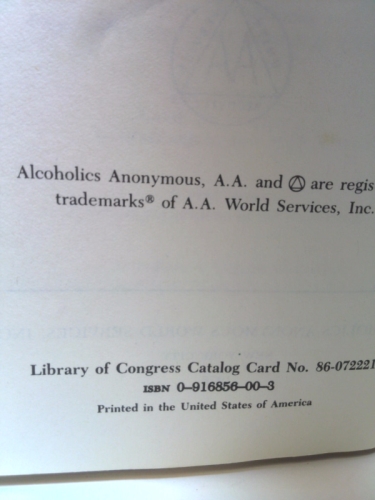 Alcoholics Anonymous, A.A. and are regis
trademarks® of A.A. World Services, Inc.
Library of Congress Catalog Card No. 86-072221
ISBN 0-916856-00-3
Printed in the United States of America